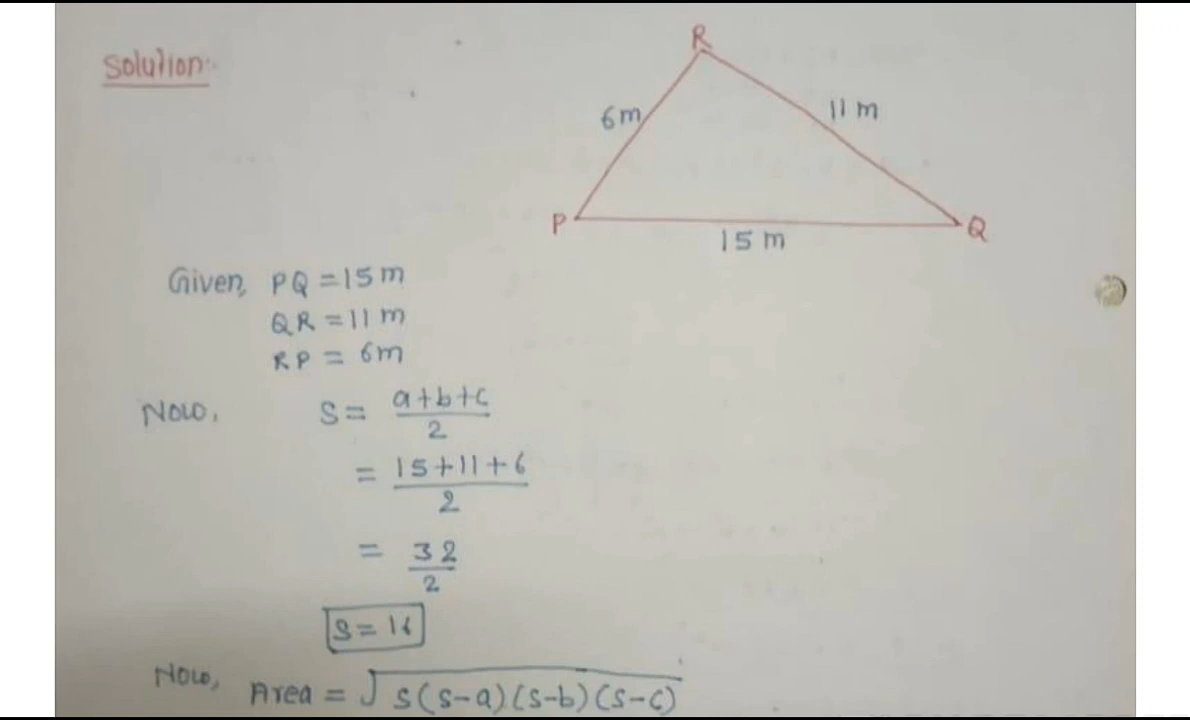 Solution:
R
6m
11 m
P
Q
15 m
Given, PQ = 15 m
QR = 11 m
RP = 6m
Now, S = a+b+c
2
= 15+11+6
2
= 32
2
S = 16
Now, Area = √s(s-a)(s-b)(s-c)